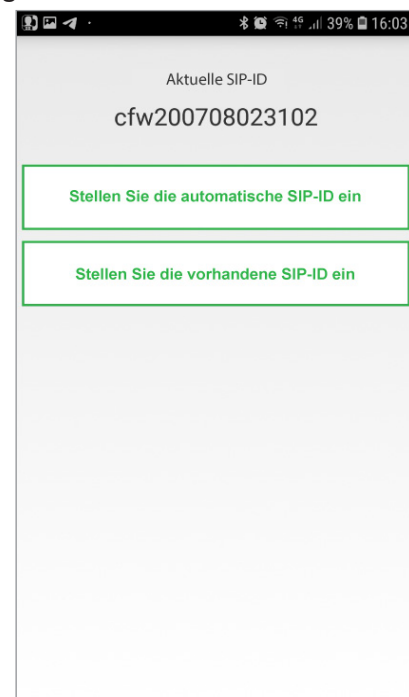 4G 39% 16:03
Aktuelle SIP-ID
cfw200708023102
Stellen Sie die automatische SIP-ID ein
Stellen Sie die vorhandene SIP-ID ein